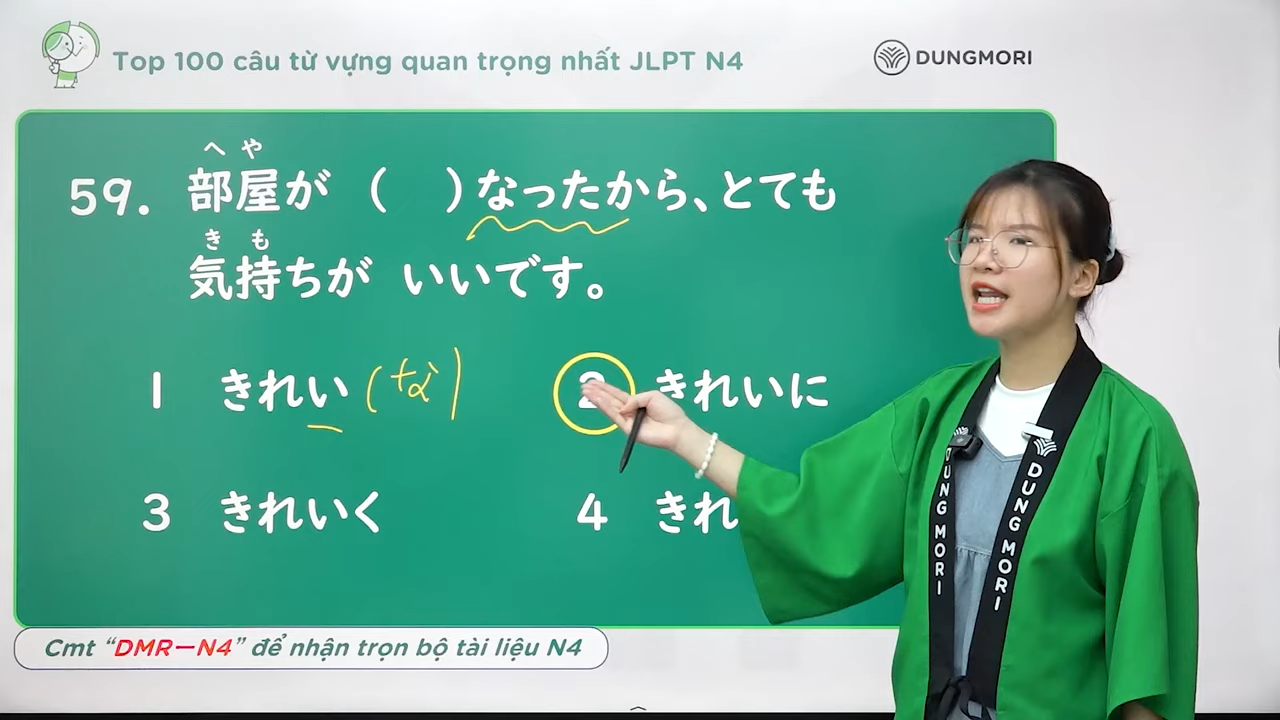 Top 100 câu từ vựng quan trọng nhất JLPT N4
DUNGMORI
へや
59. 部屋が ( )なったから、とても
きも
気持ちが いいです。
1 きれい (な)
2 きれいに
3 きれいく
4 きれ
Cmt “DMR—N4” để nhận trọn bộ tài liệu N4
DUNG MORI
DUNG MORI